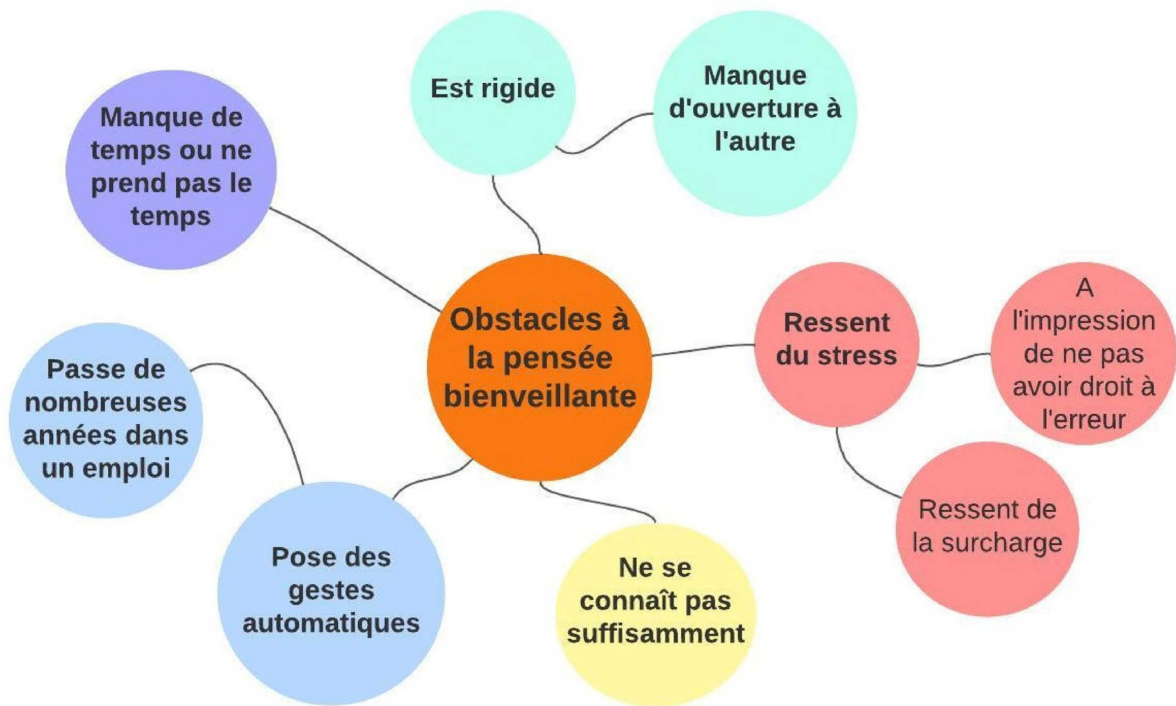 Est rigide
Manque
d'ouverture à
l'autre
Manque de
temps ou ne
prend pas le
temps
Obstacles à
la pensée
bienveillante
Ressent
du stress
A
l'impression
de ne pas
avoir droit à
l'erreur
Ressent de
la surcharge
Passe de
nombreuses
années dans
un emploi
Pose des
gestes
automatiques
Ne se
connaît pas
suffisamment